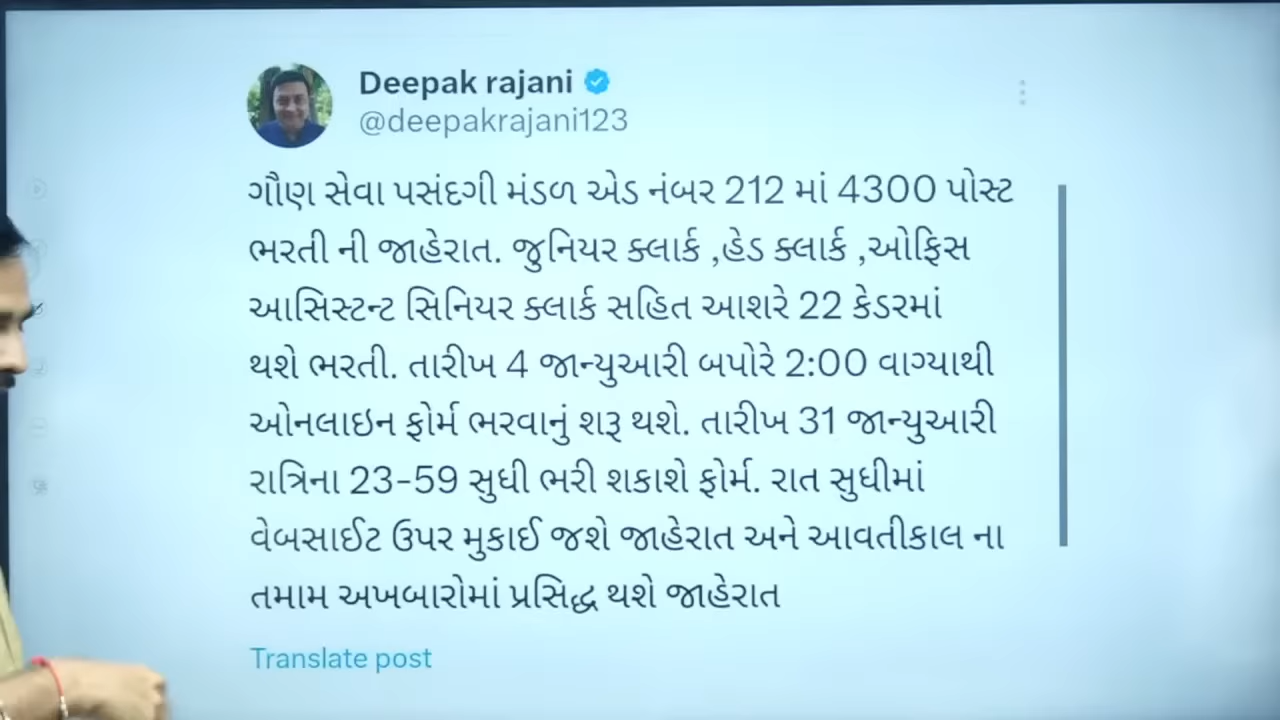 Deepak rajani
@deepakrajani123
ગૌણ સેવા પસંદગી મંડળ એડ નંબર 212 માં 4300 પોસ્ટ
ભરતી ની જાહેરાત. જુનિયર ક્લાર્ક ,હેડ ક્લાર્ક ,ઓફિસ
આસિસ્ટન્ટ સિનિયર ક્લાર્ક સહિત આશરે 22 કેડરમાં
થશે ભરતી. તારીખ 4 જાન્યુઆરી બપોરે 2:00 વાગ્યાથી
ઓનલાઇન ફોર્મ ભરવાનું શરૂ થશે. તારીખ 31 જાન્યુઆરી
રાત્રિના 23-59 સુધી ભરી શકાશે ફોર્મ. રાત સુધીમાં
વેબસાઈટ ઉપર મુકાઈ જશે જાહેરાત અને આવતીકાલ ના
તમામ અખબારોમાં પ્રસિદ્ધ થશે જાહેરાત
Translate post